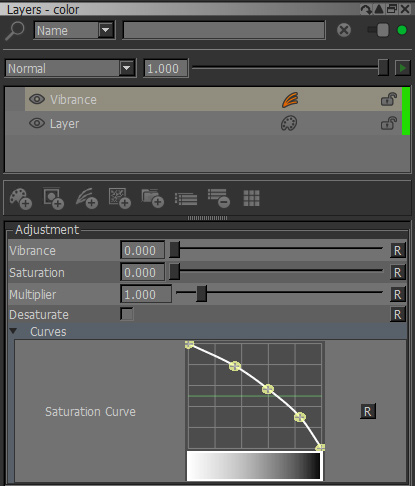 Layers - color
Name
Normal 1.000
Vibrance
Layer
Adjustment
Vibrance 0.000 R
Saturation 0.000 R
Multiplier 1.000 R
Desaturate R
Curves
Saturation Curve R